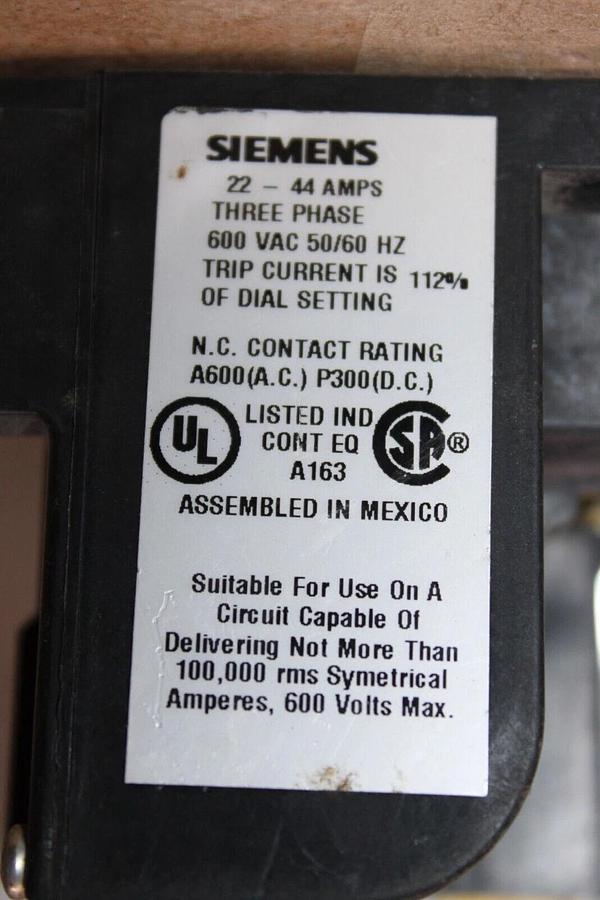 SIEMENS
22 - 44 AMPS
THREE PHASE
600 VAC 50/60 HZ
TRIP CURRENT IS 112%
OF DIAL SETTING
N.C. CONTACT RATING
A600(A.C.) P300(D.C.)
UL LISTED IND. SA ®
CONT EQ
A163
ASSEMBLED IN MEXICO
Suitable For Use On A
Circuit Capable Of
Delivering Not More Than
100,000 rms Symetrical
Amperes, 600 Volts Max.